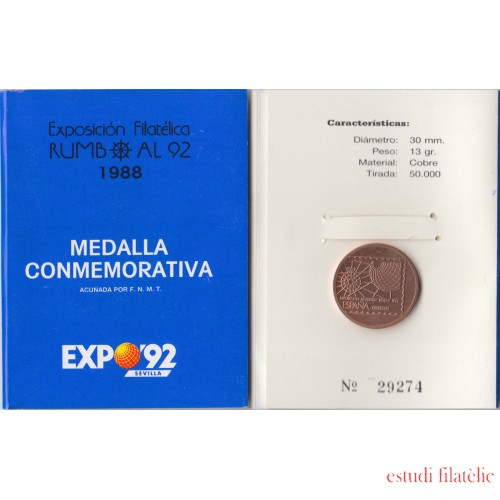 Exposición Filatélica
RUMBO AL 92
1988
MEDALLA
CONMEMORATIVA
ACUÑADA POR F. N. M. T.
EXPO'92
SEVILLA
Características:
Diámetro: 30 mm.
Peso: 13 gr.
Material: Cobre
Tirada: 50.000
ESPAÑA
Nº 29274
estudi filatèlic